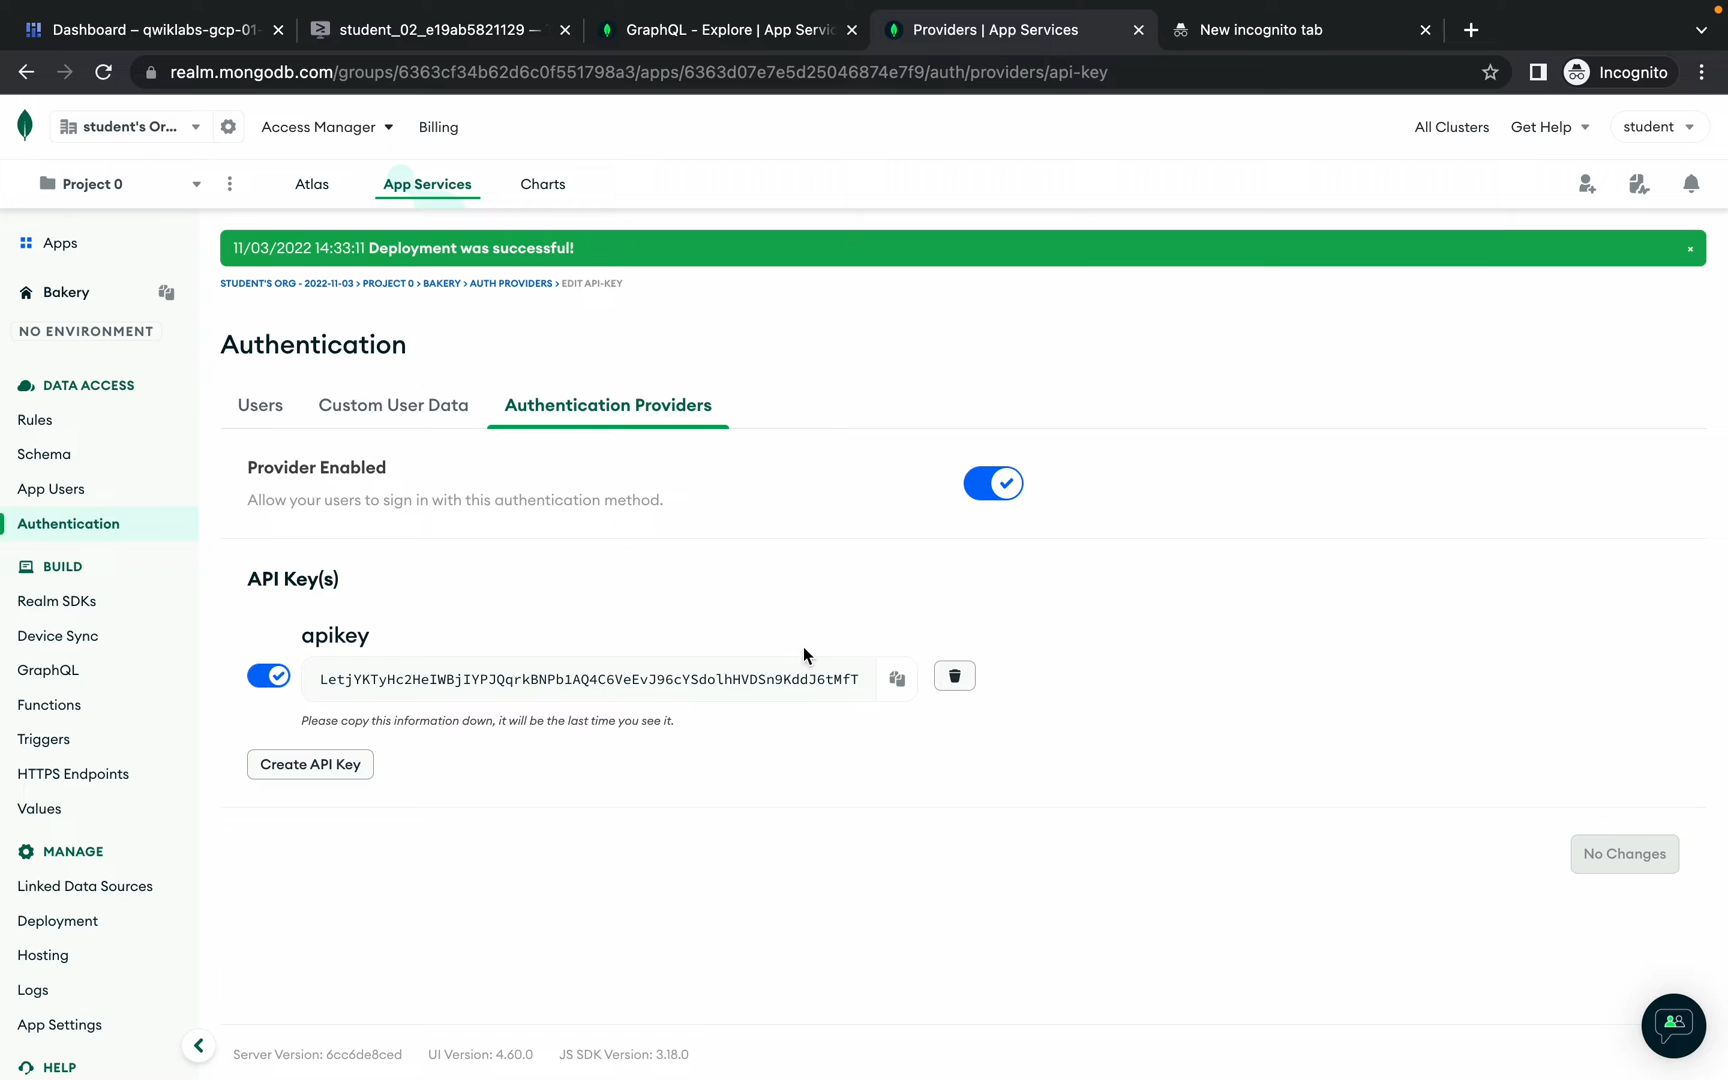 Dashboard – qwiklabs-gcp-01-
student_02_e19ab5821129 –
GraphQL - Explore | App Servic
Providers | App Services
New incognito tab
realm.mongodb.com/groups/6363cf34b62d6c0f551798a3/apps/6363d07e7e5d25046874e7f9/auth/providers/api-key
Incognito
student's Or...
Access Manager
Billing
All Clusters
Get Help
student
Project 0
Atlas
App Services
Charts
Apps
Bakery
NO ENVIRONMENT
DATA ACCESS
Rules
Schema
App Users
Authentication
BUILD
Realm SDKs
Device Sync
GraphQL
Functions
Triggers
HTTPS Endpoints
Values
MANAGE
Linked Data Sources
Deployment
Hosting
Logs
App Settings
HELP
11/03/2022 14:33:11 Deployment was successful!
STUDENT'S ORG - 2022-11-03 > PROJECT 0 > BAKERY > AUTH PROVIDERS > EDIT API-KEY
Authentication
Users
Custom User Data
Authentication Providers
Provider Enabled
Allow your users to sign in with this authentication method.
API Key(s)
apikey
LetjYKTyHc2HeIWBjIYPJQqrkBNPb1AQ4C6VeEvJ96cYSdolhHVDSn9KddJ6tMfT
Please copy this information down, it will be the last time you see it.
Create API Key
No Changes
Server Version: 6cc6de8ced
UI Version: 4.60.0
JS SDK Version: 3.18.0